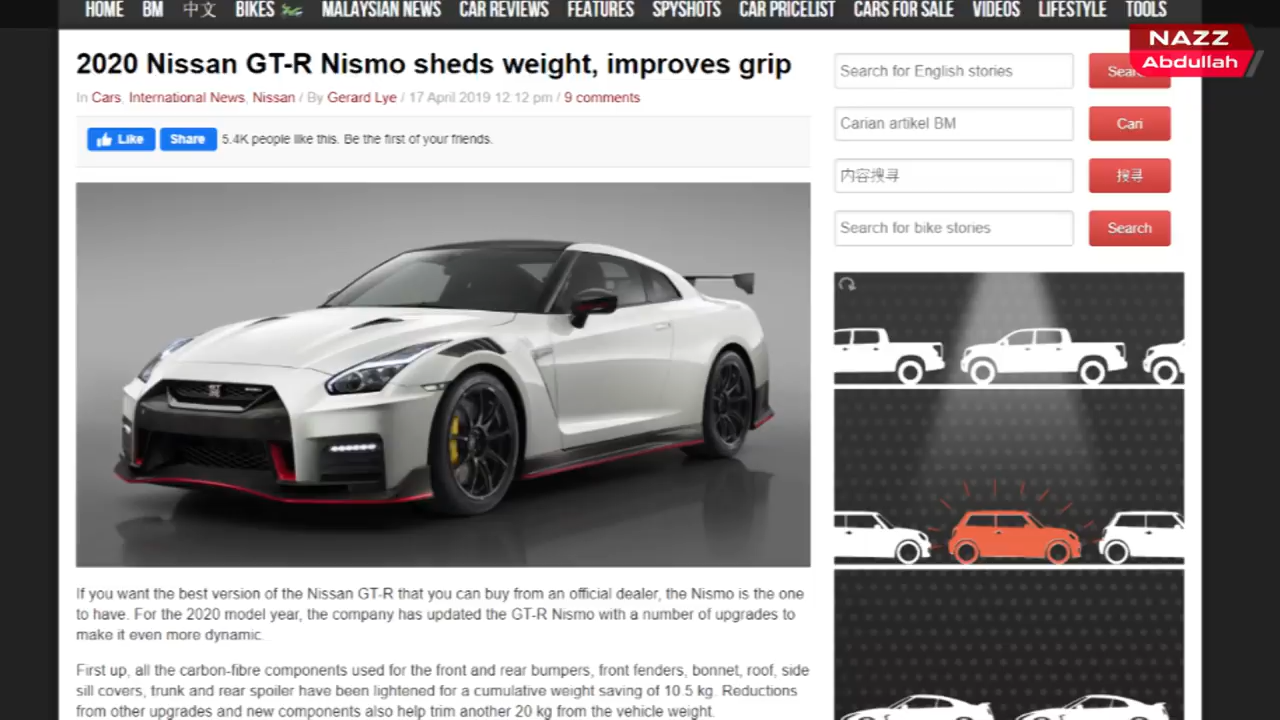 HOME BM 中文 BIKES MALAYSIAN NEWS CAR REVIEWS FEATURES SPYSHOTS CAR PRICELIST CARS FOR SALE VIDEOS LIFESTYLE TOOLS
NAZZ
Abdullah
2020 Nissan GT-R Nismo sheds weight, improves grip
In Cars, International News, Nissan / By Gerard Lye / 17 April 2019 12:12 pm / 9 comments
Like Share 5.4K people like this. Be the first of your friends.
Search for English stories
Carian artikel BM Cari
内容搜寻 搜寻
Search for bike stories Search
If you want the best version of the Nissan GT-R that you can buy from an official dealer, the Nismo is the one
to have. For the 2020 model year, the company has updated the GT-R Nismo with a number of upgrades to
make it even more dynamic.
First up, all the carbon-fibre components used for the front and rear bumpers, front fenders, bonnet, roof, side
sill covers, trunk and rear spoiler have been lightened for a cumulative weight saving of 10.5 kg. Reductions
from other upgrades and new components also help trim another 20 kg from the vehicle weight.